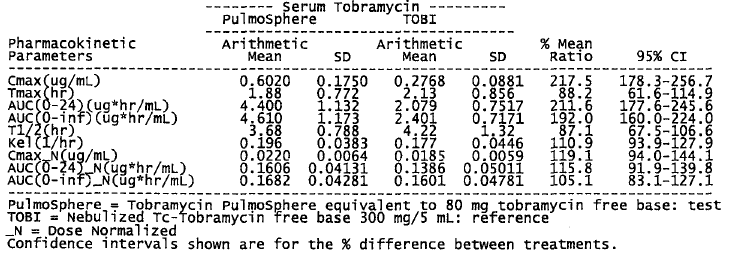 -------- Serum Tobramycin --------
PulmoSphere TOBI
Pharmacokinetic Arithmetic Arithmetic % Mean
Parameters Mean SD Mean SD Ratio 95% CI
Cmax(ug/mL) 0.6020 0.1750 0.2768 0.0881 217.5 178.3-256.7
Tmax(hr) 1.88 0.772 2.13 0.856 88.2 61.6-114.9
AUC(0-24)(ug*hr/mL) 4.400 1.132 2.079 0.7517 211.6 177.6-245.6
AUC(0-inf)(ug*hr/mL) 4.610 1.173 2.401 0.7171 192.0 160.0-224.0
T1/2(hr) 3.68 0.788 4.22 1.32 87.1 67.5-106.6
Kel(1/hr) 0.196 0.0383 0.177 0.0446 110.9 93.9-127.9
Cmax_N(ug/mL) 0.0220 0.0064 0.0185 0.0059 119.1 94.0-144.1
AUC(0-24)_N(ug*hr/mL) 0.1606 0.04131 0.1386 0.05011 115.8 91.9-139.8
AUC(0-inf)_N(ug*hr/mL) 0.1682 0.04281 0.1601 0.04781 105.1 83.1-127.1
PulmoSphere = Tobramycin PulmoSphere equivalent to 80 mg tobramycin free base: test
TOBI = Nebulized Tc-Tobramycin free base 300 mg/5 mL: reference
_N = Dose Normalized
Confidence intervals shown are for the % difference between treatments.